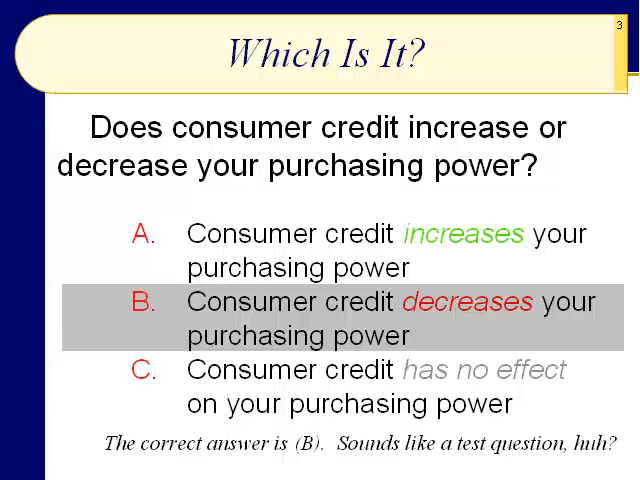 3
Which Is It?
Does consumer credit increase or
decrease your purchasing power?
A. Consumer credit increases your
purchasing power
B. Consumer credit decreases your
purchasing power
C. Consumer credit has no effect
on your purchasing power
The correct answer is (B). Sounds like a test question, huh?